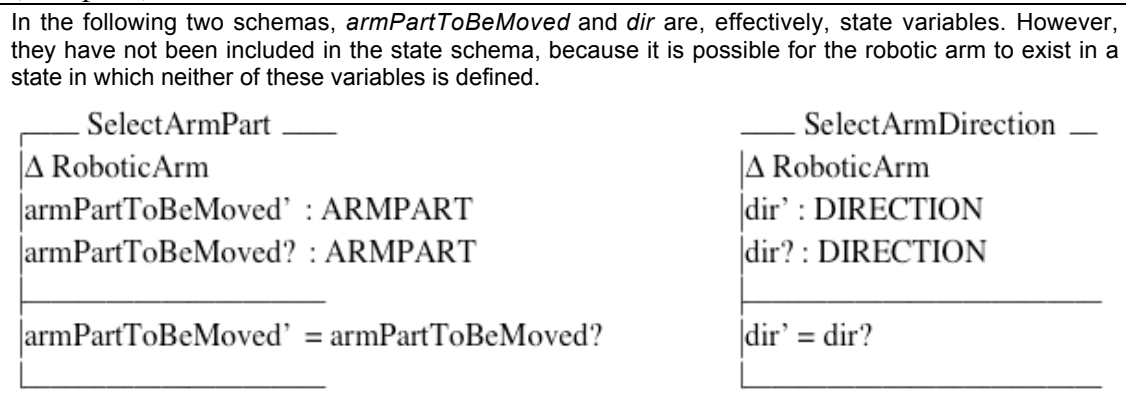 In the following two schemas, armPartToBeMoved and dir are, effectively, state variables. However,
they have not been included in the state schema, because it is possible for the robotic arm to exist in a
state in which neither of these variables is defined.
SelectArmPart
Δ RoboticArm
armPartToBeMoved’ : ARMPART
armPartToBeMoved? : ARMPART
armPartToBeMoved’ = armPartToBeMoved?
SelectArmDirection
Δ RoboticArm
dir’ : DIRECTION
dir? : DIRECTION
dir’ = dir?